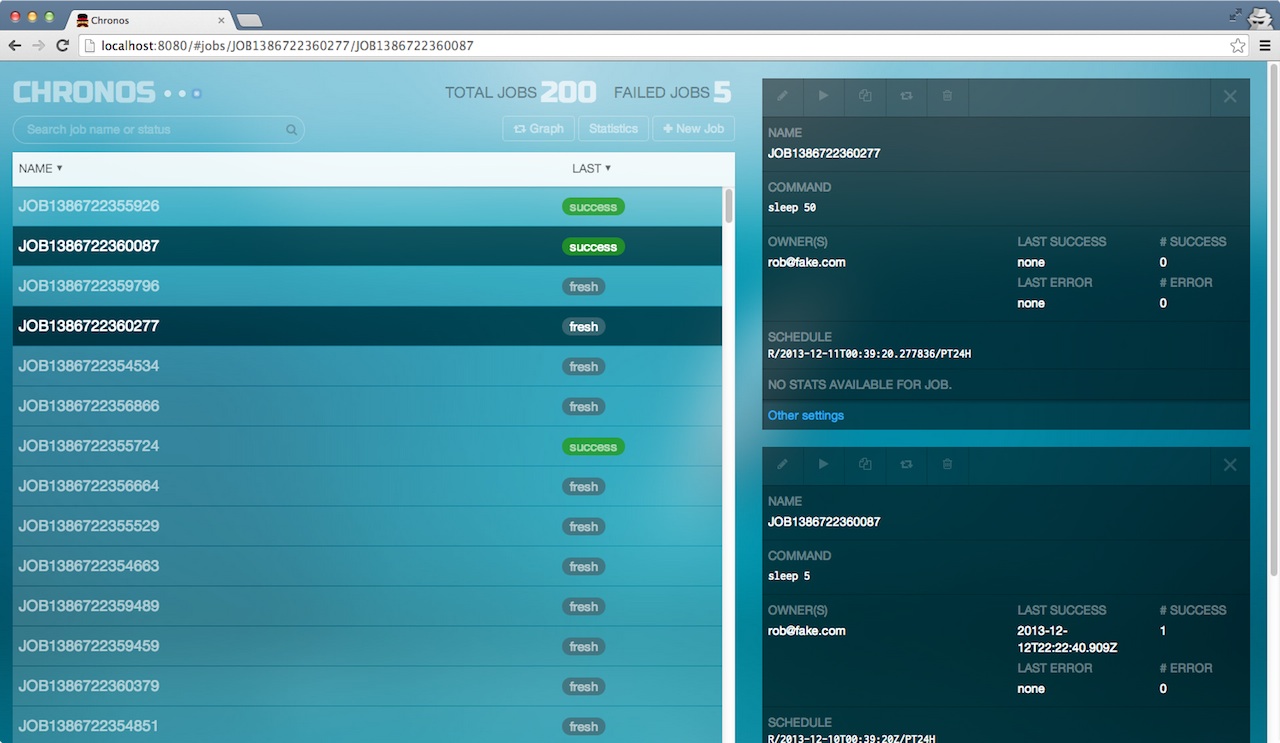 Chronos
localhost:8080/#jobs/JOB1386722360277/JOB1386722360087
CHRONOS
TOTAL JOBS 200 FAILED JOBS 5
Search job name or status
Graph Statistics New Job
NAME LAST
JOB1386722355926 success
JOB1386722360087 success
JOB1386722359796 fresh
JOB1386722360277 fresh
JOB1386722354534 fresh
JOB1386722356866 fresh
JOB1386722355724 success
JOB1386722356664 fresh
JOB1386722355529 fresh
JOB1386722354663 fresh
JOB1386722359489 fresh
JOB1386722359459 fresh
JOB1386722360379 fresh
JOB1386722354851 fresh
NAME
JOB1386722360277
COMMAND
sleep 50
OWNER(S) LAST SUCCESS # SUCCESS
rob@fake.com none 0
LAST ERROR # ERROR
none 0
SCHEDULE
R/2013-12-11T00:39:20.277836/PT24H
NO STATS AVAILABLE FOR JOB.
Other settings
NAME
JOB1386722360087
COMMAND
sleep 5
OWNER(S) LAST SUCCESS # SUCCESS
rob@fake.com 2013-12- 1
12T22:22:40.909Z
LAST ERROR # ERROR
none 0
SCHEDULE
R/2013-12-10T00:39:20Z/PT24H